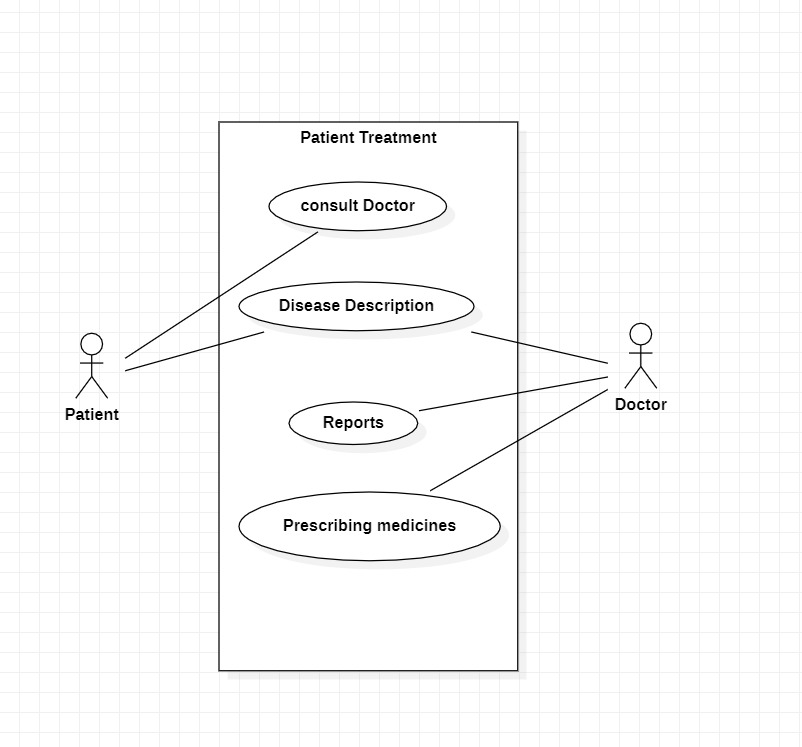 Patient Treatment
consult Doctor
Disease Description
Patient
Doctor
Reports
Prescribing medicines